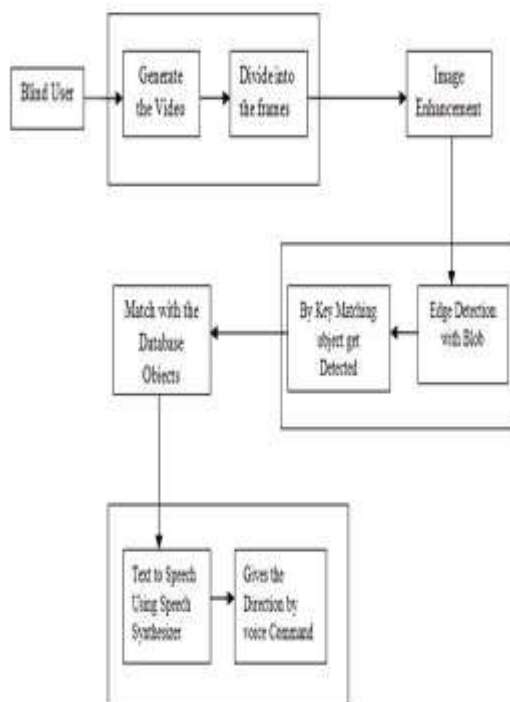 Blind User
Generate
the Video
Divide into
the frames
Image
Enhancement
Edge Detection
with Blob
By Key Matching
object get
Detected
Match with the
Database
Objects
Text to Speech
Using Speech
Synthesizer
Gives the
Direction by
voice Command